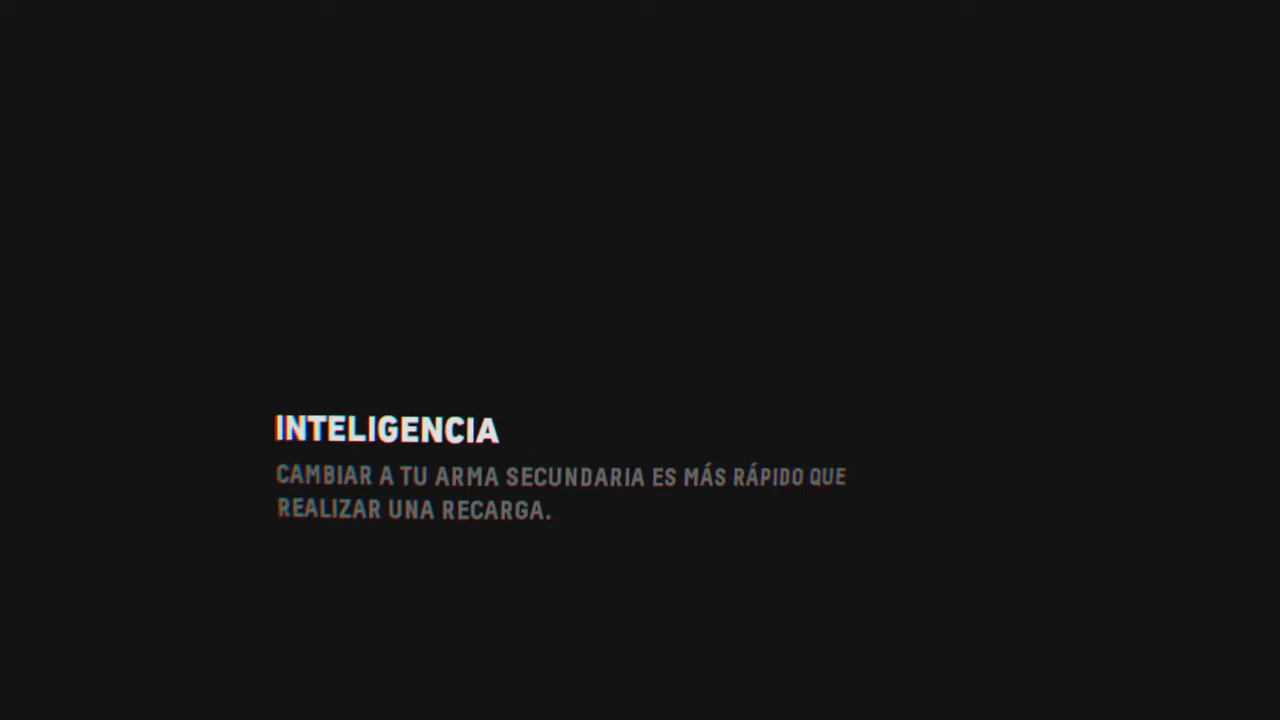 INTELIGENCIA
CAMBIAR A TU ARMA SECUNDARIA ES MÁS RÁPIDO QUE
REALIZAR UNA RECARGA.